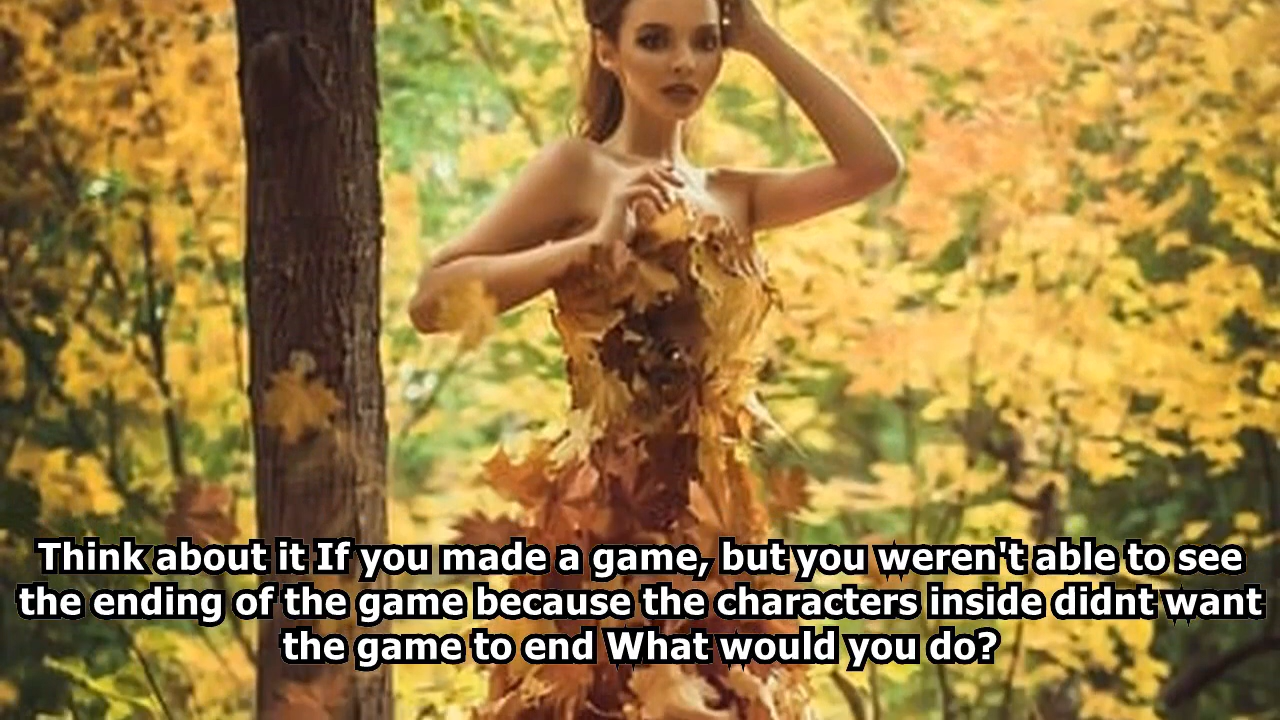 Think about it If you made a game, but you weren't able to see
the ending of the game because the characters inside didnt want
the game to end What would you do?